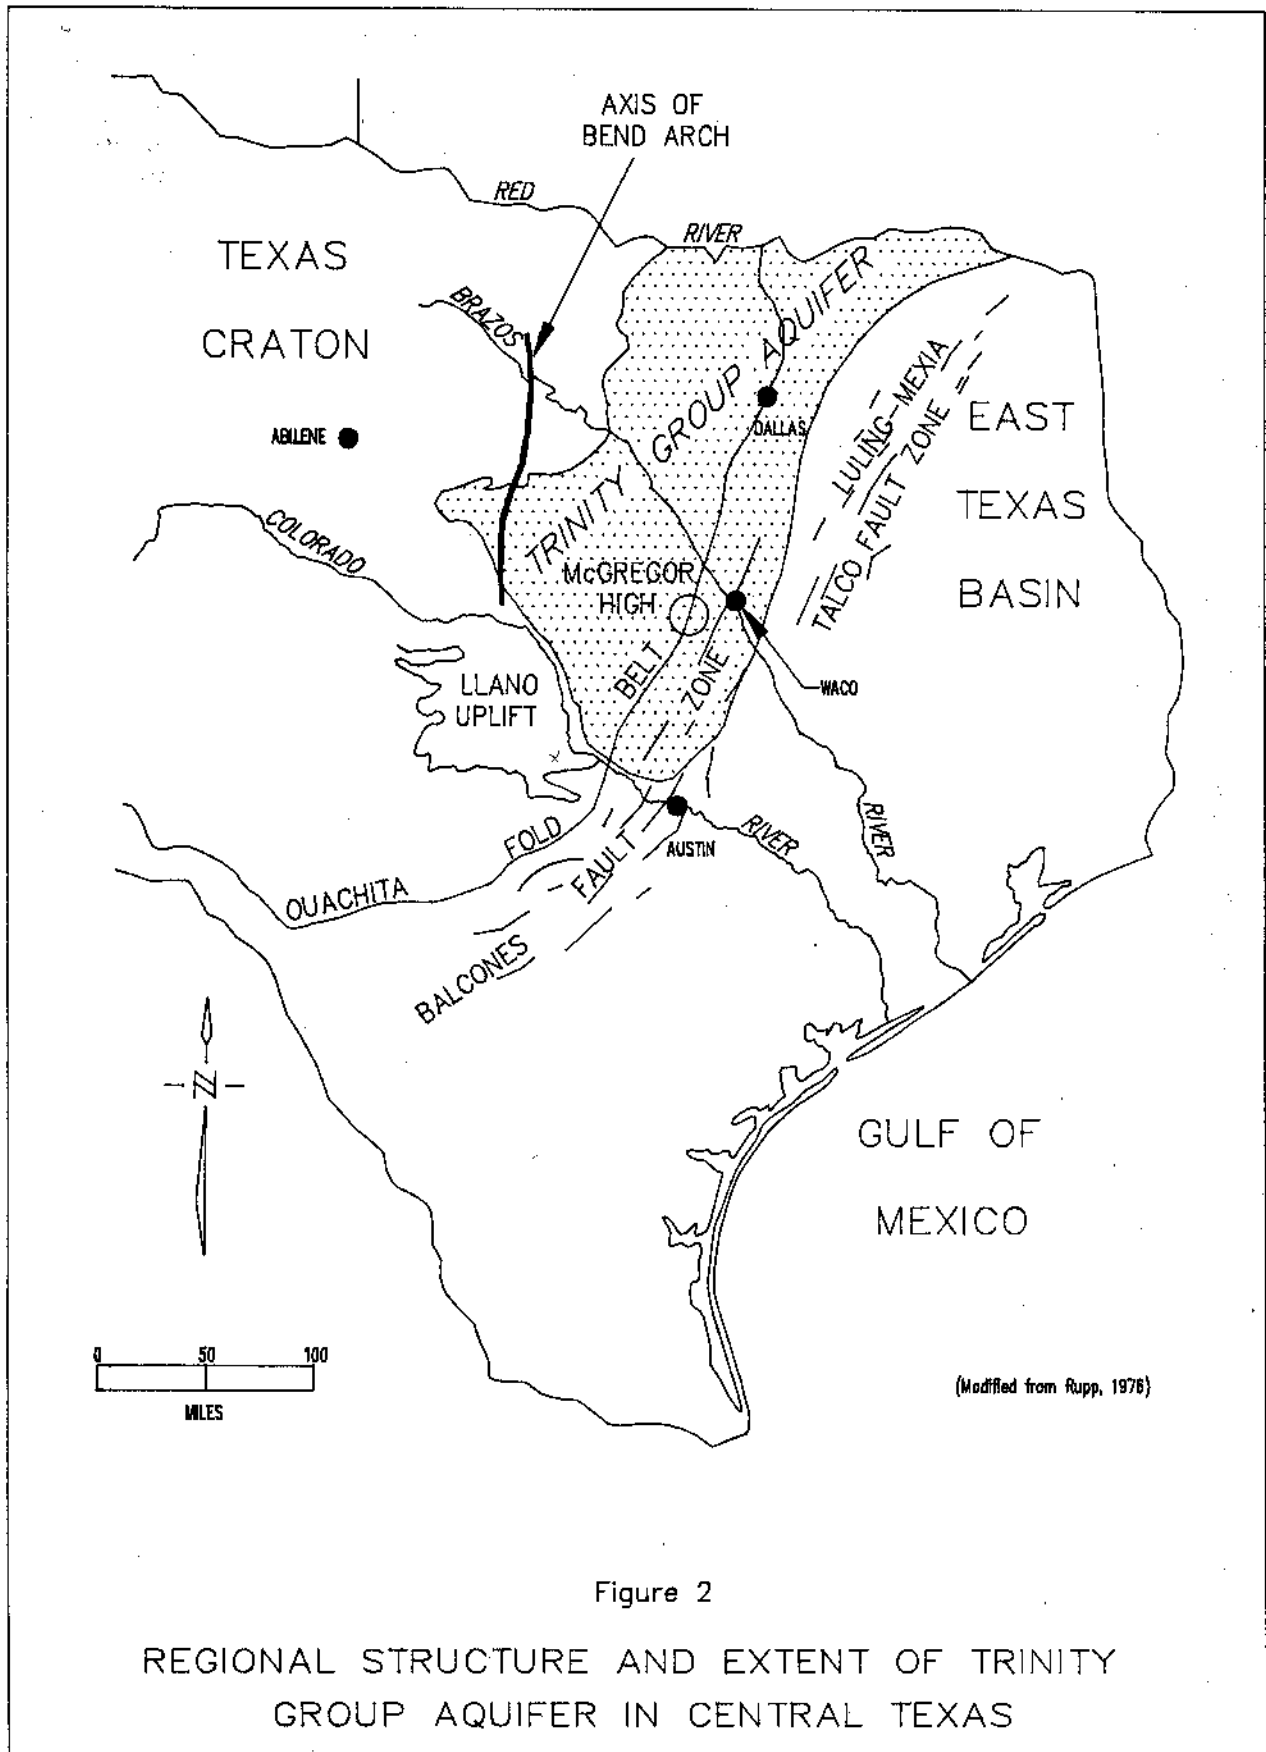 AXIS OF
BEND ARCH
RED
RIVER
TEXAS
CRATON
BRAZOS
TRINITY GROUP AQUIFER
DALLAS
ABILENE
LULING-MEXIA
TALCO FAULT ZONE
EAST
TEXAS
BASIN
COLORADO
McGREGOR
HIGH
WACO
LLANO
UPLIFT
OUACHITA FOLD BELT
BALCONES FAULT ZONE
AUSTIN
RIVER
RIVER
N
GULF OF
MEXICO
0 50 100
MILES
(Modified from Rupp, 1976)
Figure 2
REGIONAL STRUCTURE AND EXTENT OF TRINITY
GROUP AQUIFER IN CENTRAL TEXAS